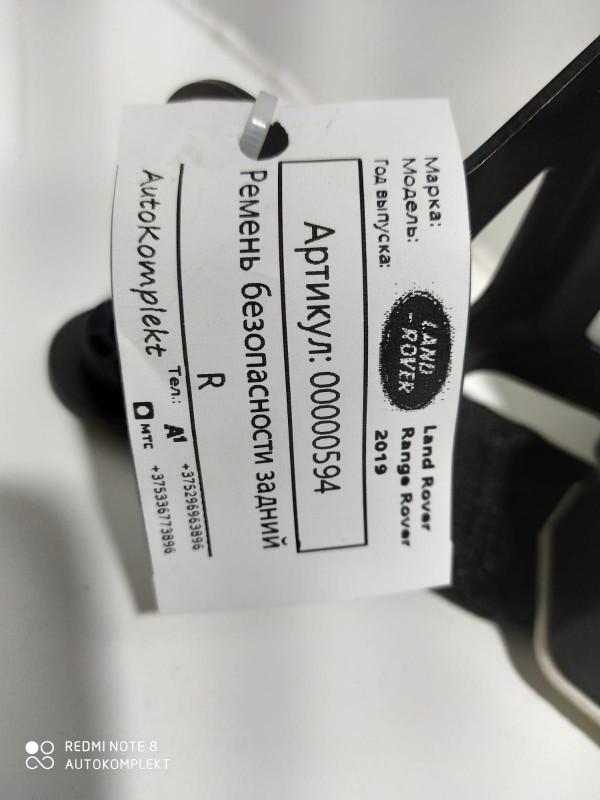 Марка:
Модель:
Год выпуска:
LAND
-ROVER
Land Rover
Range Rover
2019
Артикул: 00000594
Ремень безопасности задний
R
AutoKomplekt
Тел.:
A1 +375296963896
МТС +375336773896
REDMI NOTE 8
AUTOKOMPLEKT